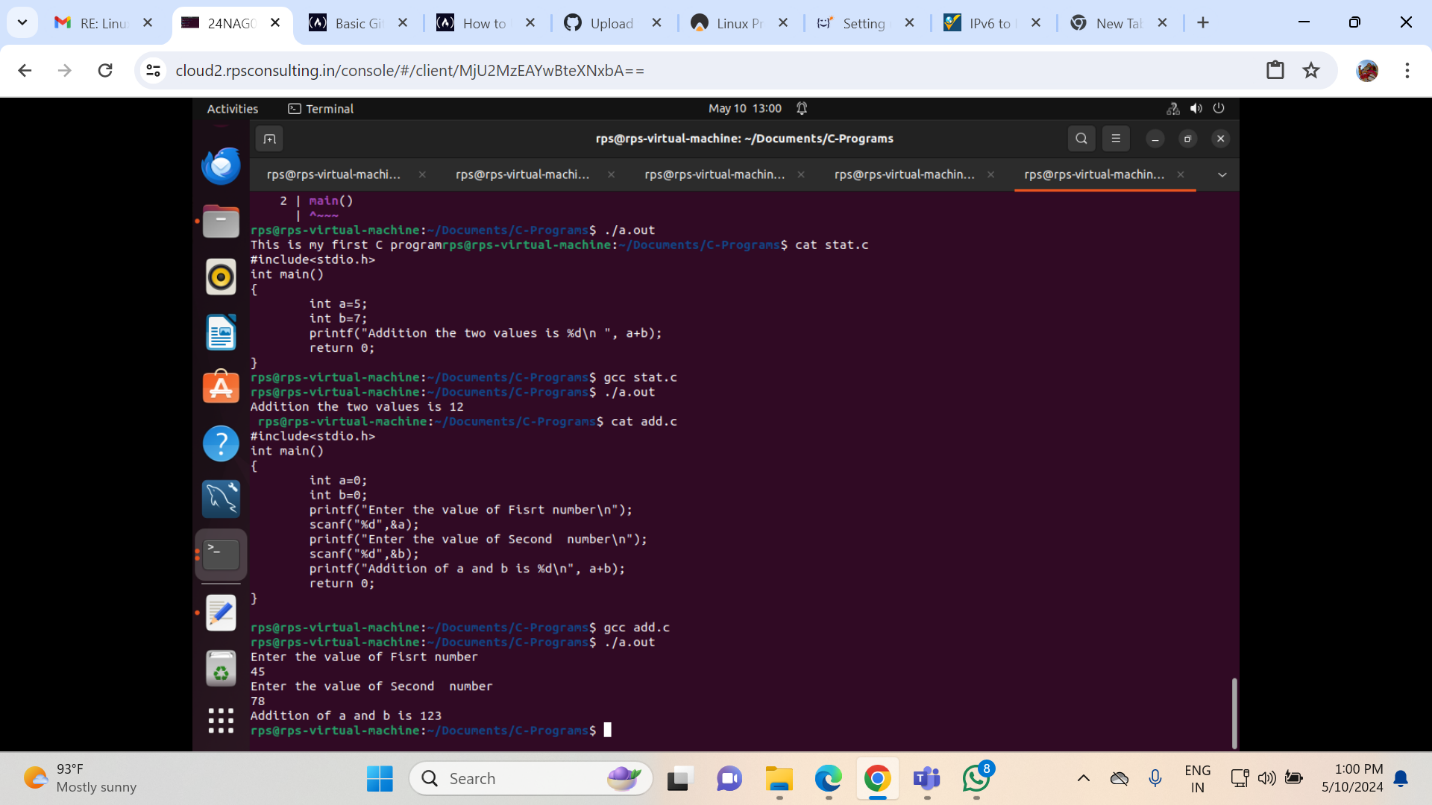 RE: Linu
24NAGO
Basic Gi
How to
Upload
Linux Pr
Setting
IPv6 to
New Tab
cloud2.rpsconsulting.in/console/#/client/MjU2MzEAYwBteXNxbA==
Activities
Terminal
May 10 13:00
rps@rps-virtual-machine: ~/Documents/C-Programs
rps@rps-virtual-machi...
rps@rps-virtual-machi...
rps@rps-virtual-machin...
rps@rps-virtual-machin...
rps@rps-virtual-machin...
2 | main()
| ^~~~
rps@rps-virtual-machine:~/Documents/C-Programs$ ./a.out
This is my first C programrps@rps-virtual-machine:~/Documents/C-Programs$ cat stat.c
#include<stdio.h>
int main()
{
int a=5;
int b=7;
printf("Addition the two values is %d\n ", a+b);
return 0;
}
rps@rps-virtual-machine:~/Documents/C-Programs$ gcc stat.c
rps@rps-virtual-machine:~/Documents/C-Programs$ ./a.out
Addition the two values is 12
rps@rps-virtual-machine:~/Documents/C-Programs$ cat add.c
#include<stdio.h>
int main()
{
int a=0;
int b=0;
printf("Enter the value of Fisrt number\n");
scanf("%d",&a);
printf("Enter the value of Second  number\n");
scanf("%d",&b);
printf("Addition of a and b is %d\n", a+b);
return 0;
}
rps@rps-virtual-machine:~/Documents/C-Programs$ gcc add.c
rps@rps-virtual-machine:~/Documents/C-Programs$ ./a.out
Enter the value of Fisrt number
45
Enter the value of Second  number
78
Addition of a and b is 123
rps@rps-virtual-machine:~/Documents/C-Programs$
93°F
Mostly sunny
Search
8
ENG
IN
1:00 PM
5/10/2024